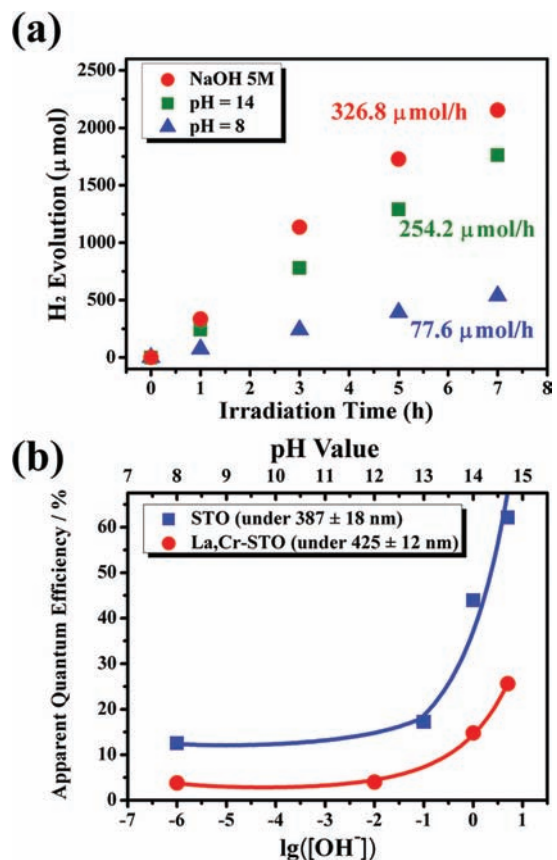 (a)
2500
2000
1500
1000
500
0
H₂ Evolution (μmol)
NaOH 5M
pH = 14
pH = 8
326.8 μmol/h
254.2 μmol/h
77.6 μmol/h
0 1 2 3 4 5 6 7 8
Irradiation Time (h)
(b)
pH Value
7 8 9 10 11 12 13 14 15
60
50
40
30
20
10
0
Apparent Quantum Efficiency / %
STO (under 387 ± 18 nm)
La,Cr-STO (under 425 ± 12 nm)
-7 -6 -5 -4 -3 -2 -1 0 1
lg([OH⁻])